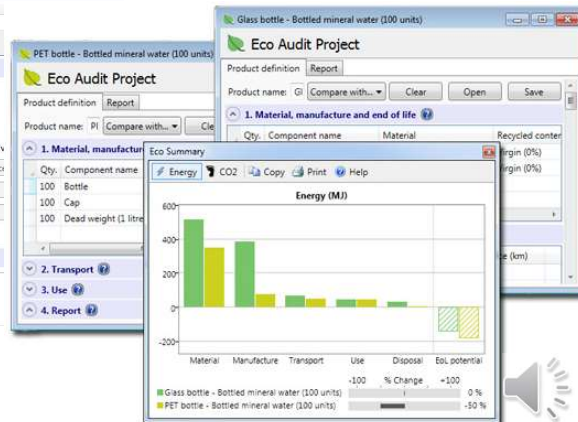 PET bottle - Bottled mineral water (100 units)
Eco Audit Project
Product definition Report
Product name: Compare with...
1. Material, manufactur
Qty. Component name
100 Bottle
100 Cap
100 Dead weight (1 litre
2. Transport
3. Use
4. Report
Glass bottle - Bottled mineral water (100 units)
Eco Audit Project
Product definition Report
Product name: Gl Compare with... Clear Open Save
1. Material, manufacture and end of life
Qty. Component name Material Recycled conten
Virgin (0%)
Virgin (0%)
(km)
Eco Summary
Energy CO2 Copy Print Help
Energy (MJ)
600
400
200
0
-200
Material Manufacture Transport Use Disposal EoL potential
-100 % Change +100
Glass bottle - Bottled mineral water (100 units) 0 %
PET bottle - Bottled mineral water (100 units) -50 %